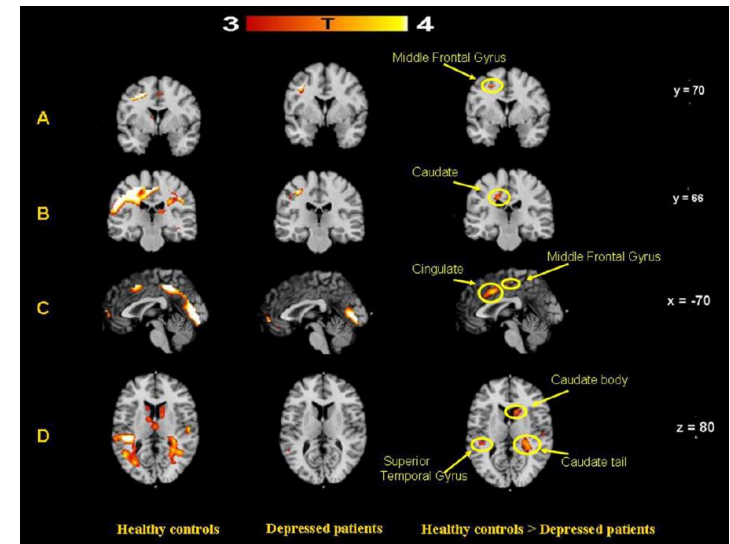 3 T 4
Middle Frontal Gyrus
A
y = 70
Caudate
B
y = 66
Cingulate
Middle Frontal Gyrus
C
x = -70
Caudate body
D
z = 80
Superior
Temporal Gyrus
Caudate tail
Healthy controls
Depressed patients
Healthy controls > Depressed patients